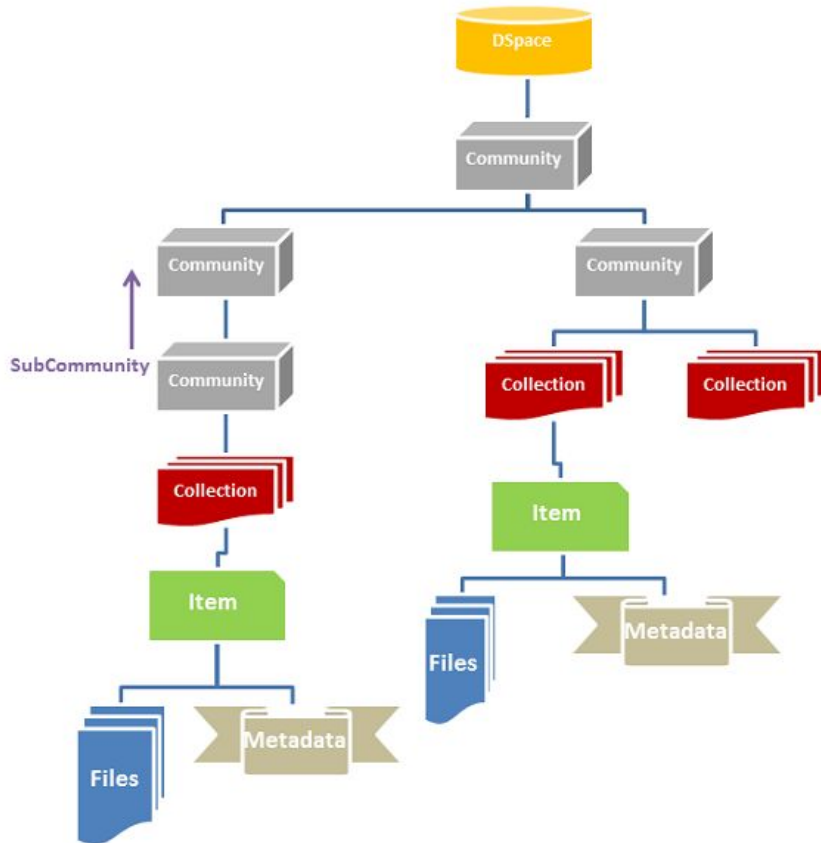 DSpace
Community
Community
Community
SubCommunity
Community
Collection
Collection
Collection
Item
Item
Files
Metadata
Files
Metadata